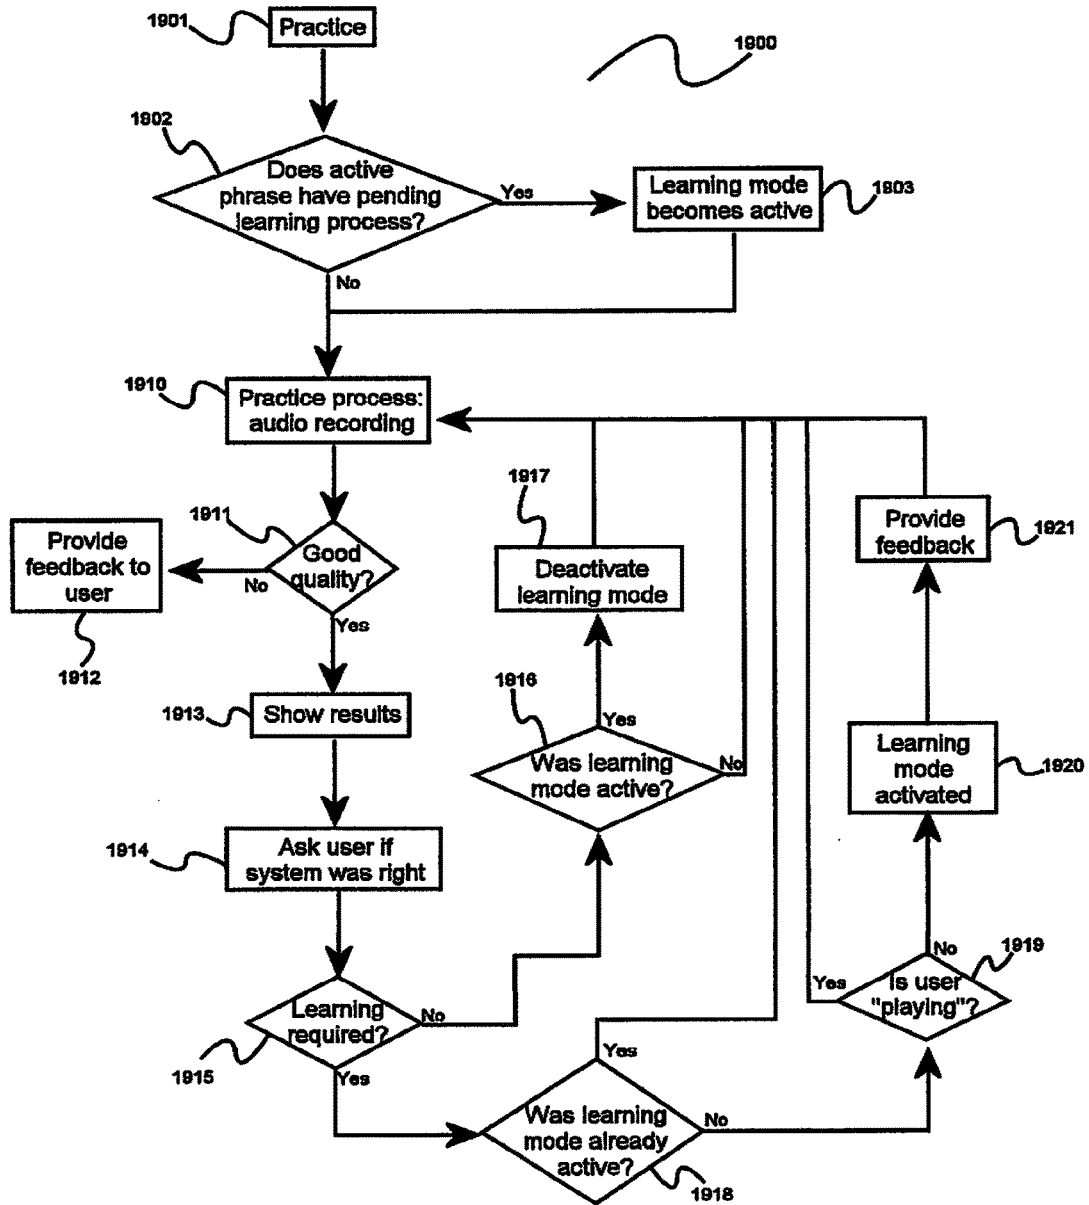 1901
Practice
1900
1902
Does active
phrase have pending
learning process?
Yes
Learning mode
becomes active
1903
No
1910
Practice process:
audio recording
1911
Good
quality?
No
Provide
feedback to
user
1912
Yes
1917
Deactivate
learning mode
Provide
feedback
1921
1913
Show results
1916
Was learning
mode active?
Yes
No
Learning
mode
activated
1920
1914
Ask user if
system was right
No
1919
Is user
"playing"?
Yes
Learning
required?
No
1915
Yes
Yes
Was learning
mode already
active?
No
1918